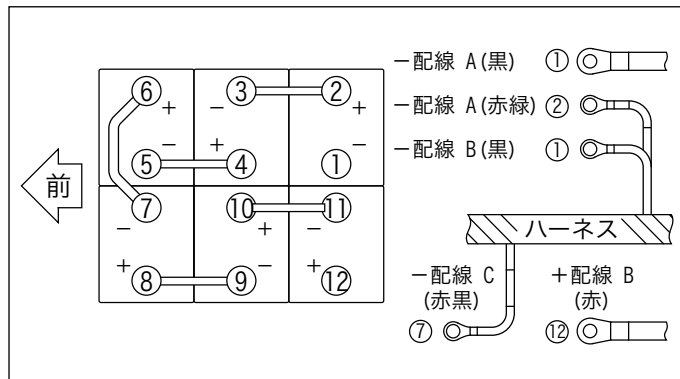 ⑥ + − ③ ② +
⑤ + ④ ① −
前
⑦ − ⑩ + ⑪ −
⑧ + ⑨ − ⑫ +
−配線 A(黒) ①
−配線 A(赤緑) ②
−配線 B(黒) ①
ハーネス
−配線 C
(赤黒)
⑦
+配線 B
(赤)
⑫